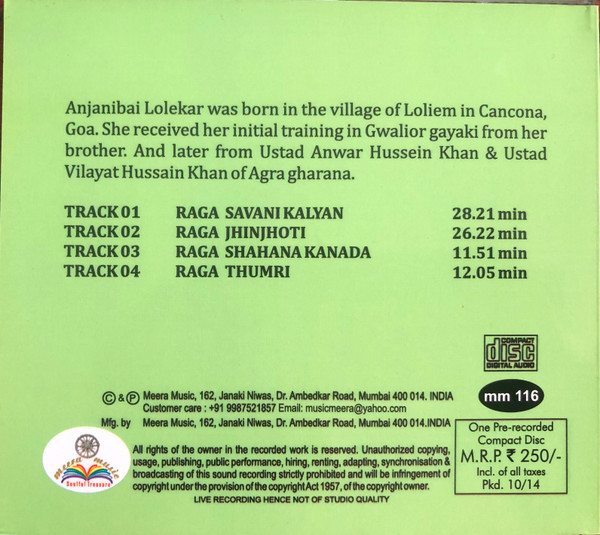 Anjanibai Lolekar was born in the village of Loliem in Cancona,
Goa. She received her initial training in Gwalior gayaki from her
brother. And later from Ustad Anwar Hussein Khan & Ustad
Vilayat Hussain Khan of Agra gharana.
TRACK 01 RAGA SAVANI KALYAN 28.21 min
TRACK 02 RAGA JHINJHOTI 26.22 min
TRACK 03 RAGA SHAHANA KANADA 11.51 min
TRACK 04 RAGA THUMRI 12.05 min
COMPACT
disc
DIGITAL AUDIO
© & ℗ Meera Music, 162, Janaki Niwas, Dr. Ambedkar Road, Mumbai 400 014. INDIA
Customer care : +91 9987521857 Email: musicmeera@yahoo.com
Mfg. by Meera Music, 162, Janaki Niwas, Dr. Ambedkar Road, Mumbai 400 014.INDIA
mm 116
meera music
Soulful treasure
All rights of the owner in the recorded work is reserved. Unauthorized copying,
usage, publishing, public performance, hiring, renting, adapting, synchronisation &
broadcasting of this sound recording strictly prohibited and will be infringement of
copyright under the provision of the copyright Act 1957, of the copyright owner.
LIVE RECORDING HENCE NOT OF STUDIO QUALITY
One Pre-recorded
Compact Disc
M.R.P. ₹ 250/-
Incl. of all taxes
Pkd. 10/14